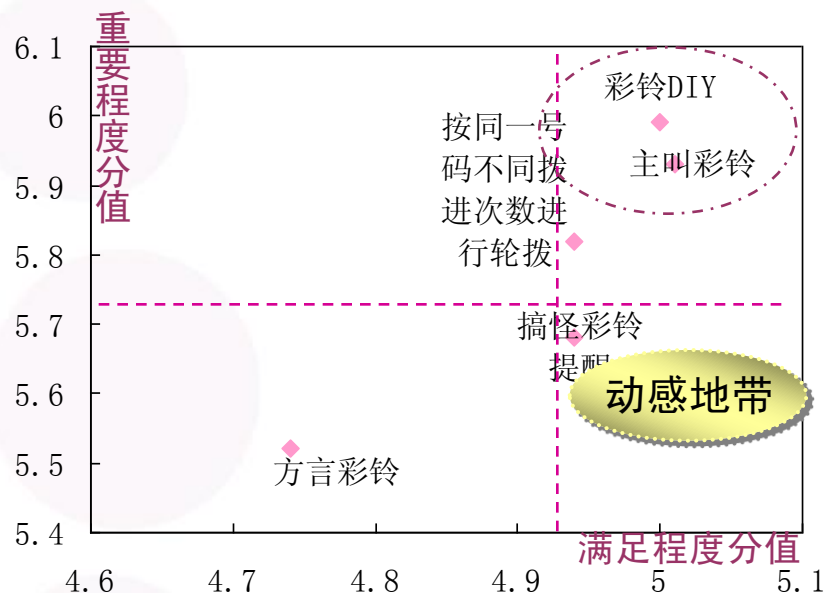 重要程度分值
6.1
6
5.9
5.8
5.7
5.6
5.5
5.4
彩铃DIY
主叫彩铃
按同一号
码不同拨
进次数进
行轮拨
搞怪彩铃
提醒
动感地带
方言彩铃
满足程度分值
4.6 4.7 4.8 4.9 5 5.1